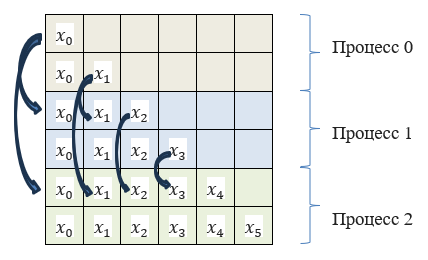 x₀
x₀ x₁
Процесс 0
x₀ x₁ x₂
x₀ x₁ x₂ x₃
Процесс 1
x₀ x₁ x₂ x₃ x₄
x₀ x₁ x₂ x₃ x₄ x₅
Процесс 2